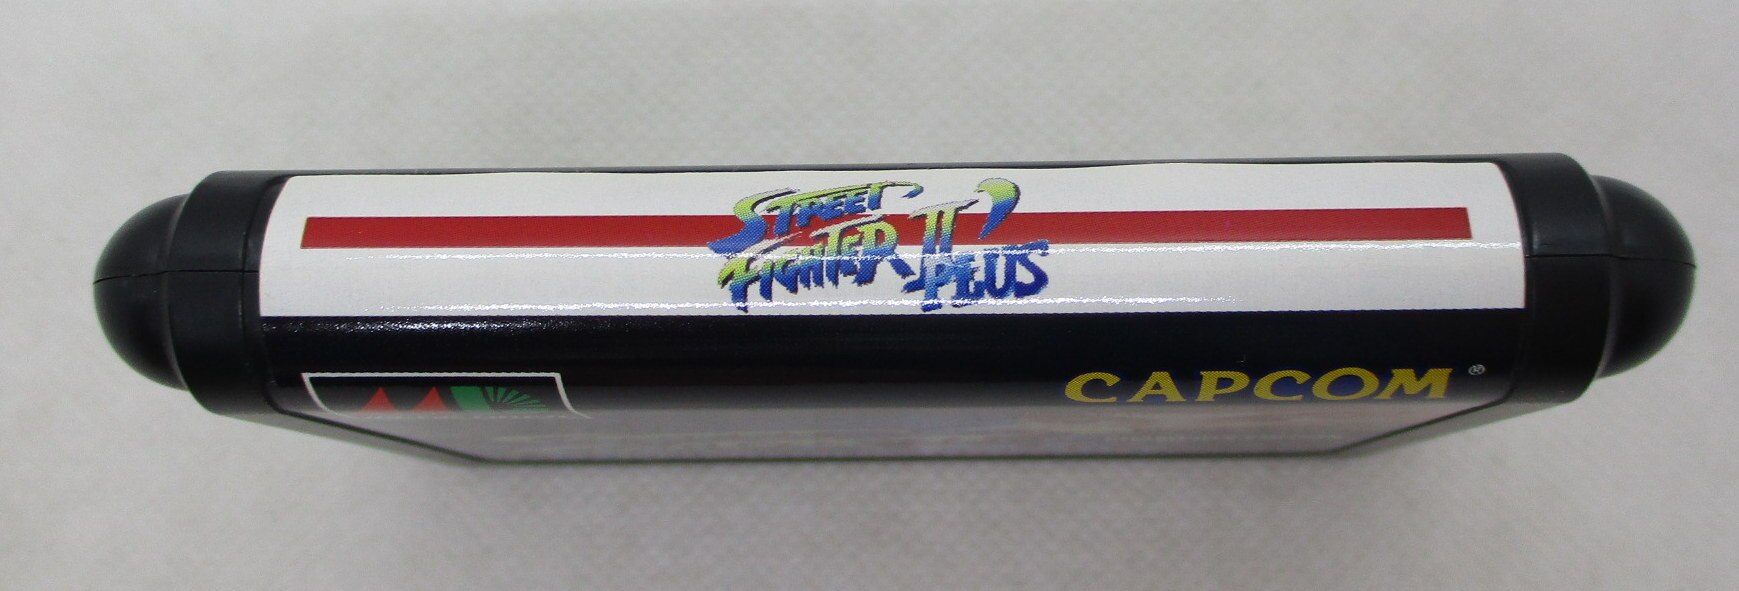 STREET
FIGHTER II' PLUS
CAPCOM®